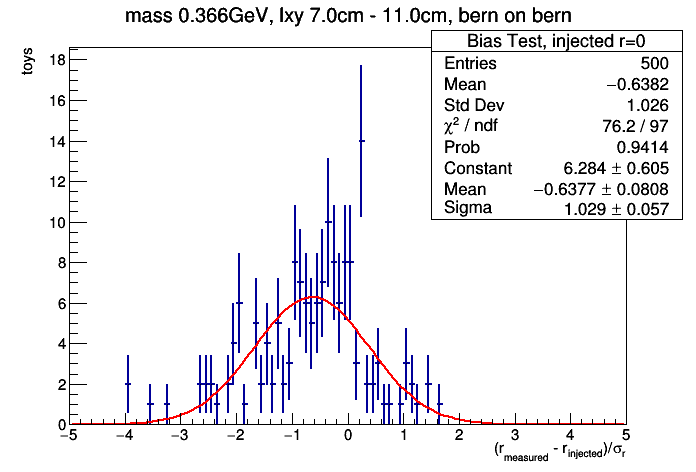 mass 0.366GeV, lxy 7.0cm - 11.0cm, bern on bern
Bias Test, injected r=0
Entries 500
Mean −0.6382
Std Dev 1.026
χ² / ndf 76.2 / 97
Prob 0.9414
Constant 6.284 ± 0.605
Mean −0.6377 ± 0.0808
Sigma 1.029 ± 0.057
toys
18
16
14
12
10
8
6
4
2
0
−5 −4 −3 −2 −1 0 1 2 3 4 5
(r_measured - r_injected)/σ_r